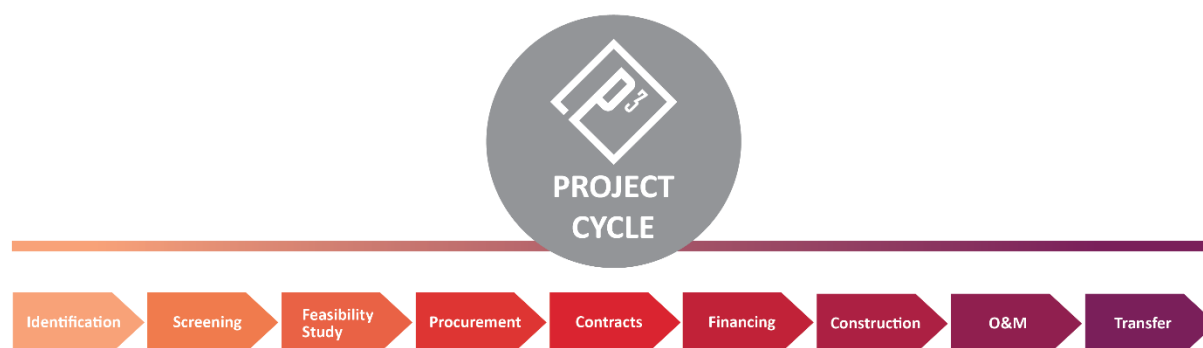 P3
PROJECT
CYCLE
Identification
Screening
Feasibility
Study
Procurement
Contracts
Financing
Construction
O&M
Transfer